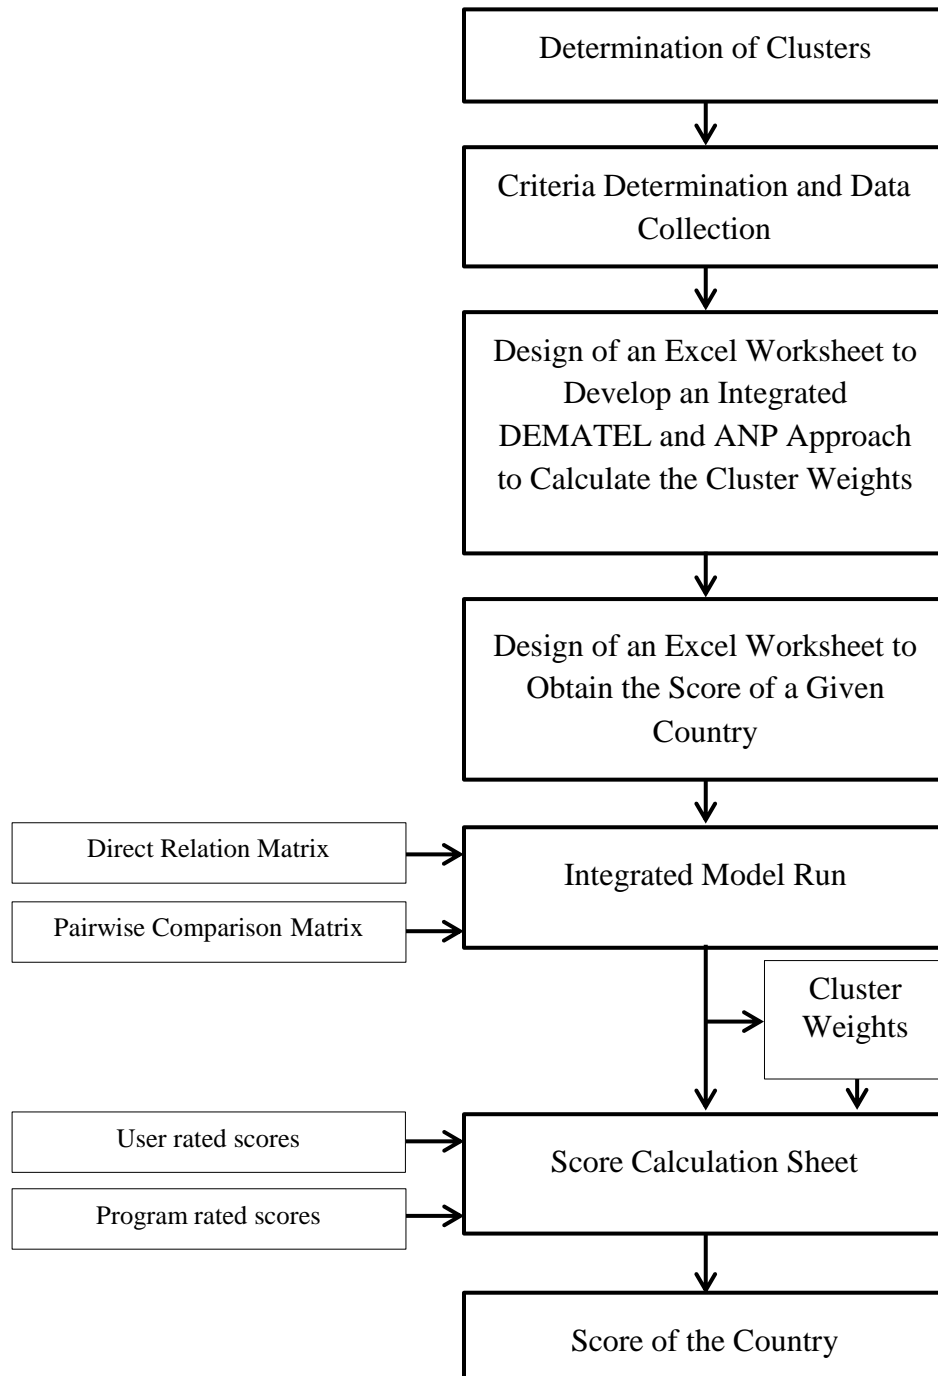 Determination of Clusters
Criteria Determination and Data
Collection
Design of an Excel Worksheet to
Develop an Integrated
DEMATEL and ANP Approach
to Calculate the Cluster Weights
Design of an Excel Worksheet to
Obtain the Score of a Given
Country
Direct Relation Matrix
Integrated Model Run
Pairwise Comparison Matrix
Cluster
Weights
User rated scores
Score Calculation Sheet
Program rated scores
Score of the Country